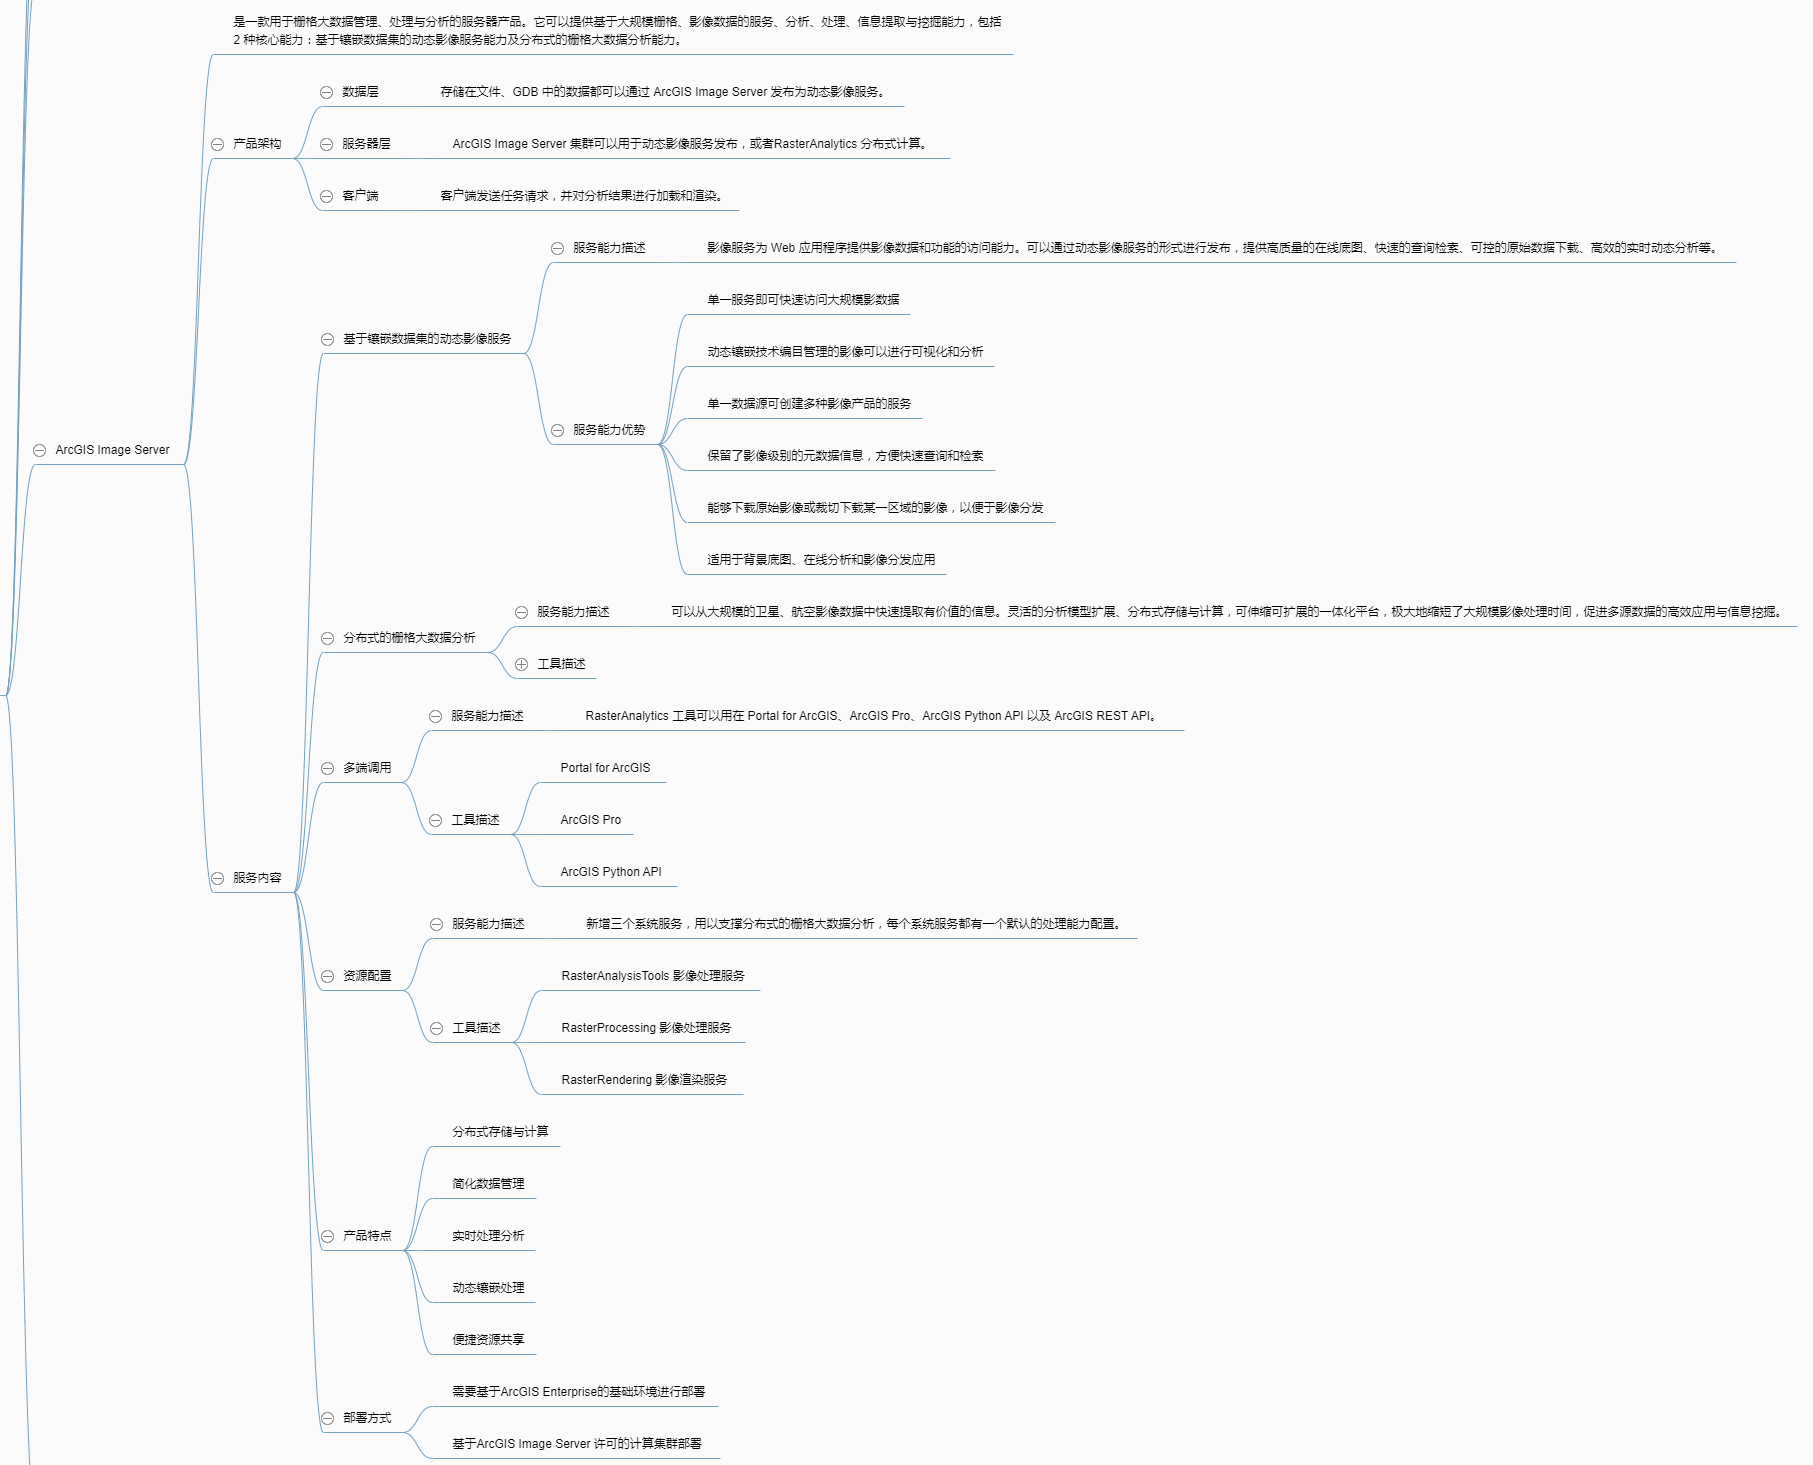 是一款用于栅格大数据管理、处理与分析的服务器产品。它可以提供基于大规模栅格、影像数据的服务、分析、处理、信息提取与挖掘能力，包括
2 种核心能力：基于镶嵌数据集的动态影像服务能力及分布式的栅格大数据分析能力。
数据层
存储在文件、GDB 中的数据都可以通过 ArcGIS Image Server 发布为动态影像服务。
产品架构
服务器层
ArcGIS Image Server 集群可以用于动态影像服务发布，或者RasterAnalytics 分布式计算。
客户端
客户端发送任务请求，并对分析结果进行加载和渲染。
服务能力描述
影像服务为 Web 应用程序提供影像数据和功能的访问能力。可以通过动态影像服务的形式进行发布，提供高质量的在线底图、快速的查询检索、可控的原始数据下载、高效的实时动态分析等。
单一服务即可快速访问大规模影数据
基于镶嵌数据集的动态影像服务
动态镶嵌技术编目管理的影像可以进行可视化和分析
单一数据源可创建多种影像产品的服务
服务能力优势
ArcGIS Image Server
保留了影像级别的元数据信息，方便快速查询和检索
能够下载原始影像或裁切下载某一区域的影像，以便于影像分发
适用于背景底图、在线分析和影像分发应用
服务能力描述
可以从大规模的卫星、航空影像数据中快速提取有价值的信息。灵活的分析模型扩展、分布式存储与计算，可伸缩可扩展的一体化平台，极大地缩短了大规模影像处理时间，促进多源数据的高效应用与信息挖掘。
分布式的栅格大数据分析
工具描述
服务能力描述
RasterAnalytics 工具可以用在 Portal for ArcGIS、ArcGIS Pro、ArcGIS Python API 以及 ArcGIS REST API。
多端调用
Portal for ArcGIS
工具描述
ArcGIS Pro
ArcGIS Python API
服务内容
服务能力描述
新增三个系统服务，用以支撑分布式的栅格大数据分析，每个系统服务都有一个默认的处理能力配置。
资源配置
RasterAnalysisTools 影像处理服务
工具描述
RasterProcessing 影像处理服务
RasterRendering 影像渲染服务
分布式存储与计算
简化数据管理
产品特点
实时处理分析
动态镶嵌处理
便捷资源共享
需要基于ArcGIS Enterprise的基础环境进行部署
部署方式
基于ArcGIS Image Server 许可的计算集群部署